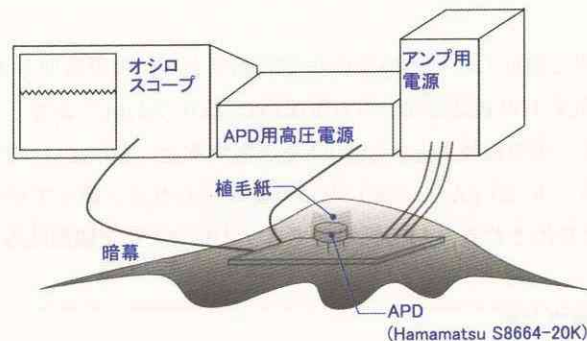 オシロ
スコープ
アンプ用
電源
APD用高圧電源
植毛紙
暗幕
APD
(Hamamatsu S8664-20K)